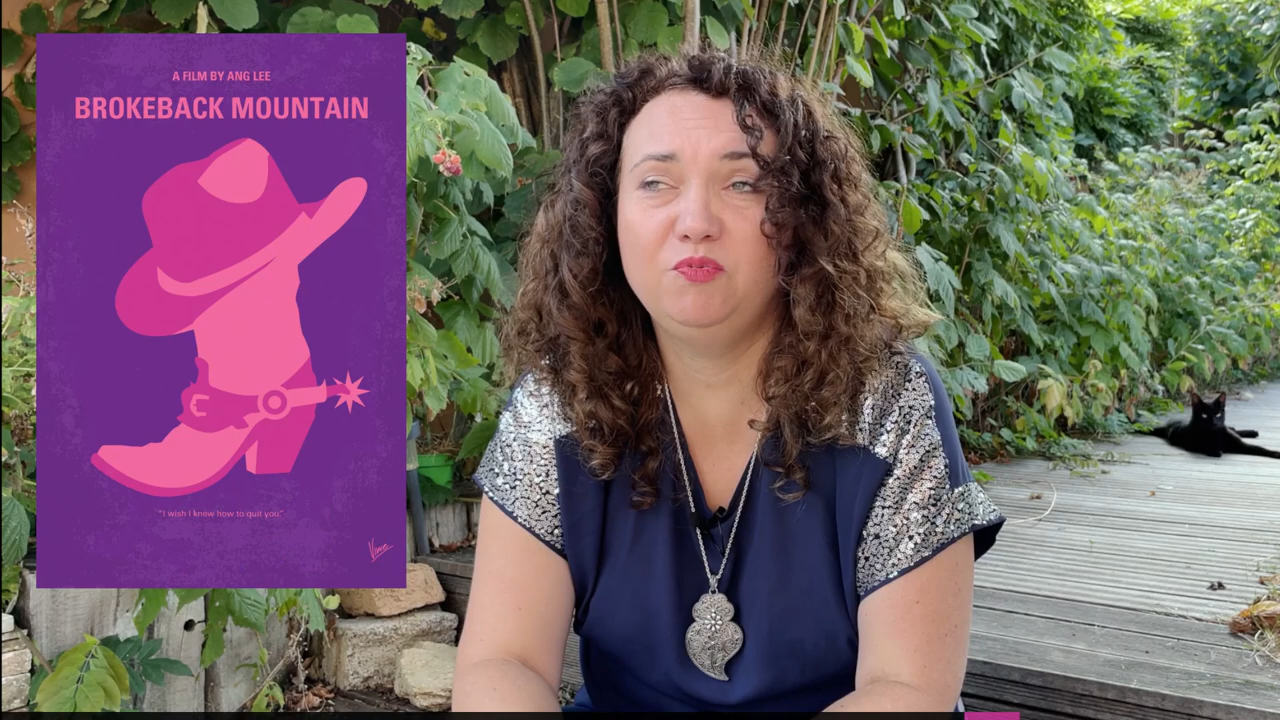 A FILM BY ANG LEE
BROKEBACK MOUNTAIN
"I wish I knew how to quit you."